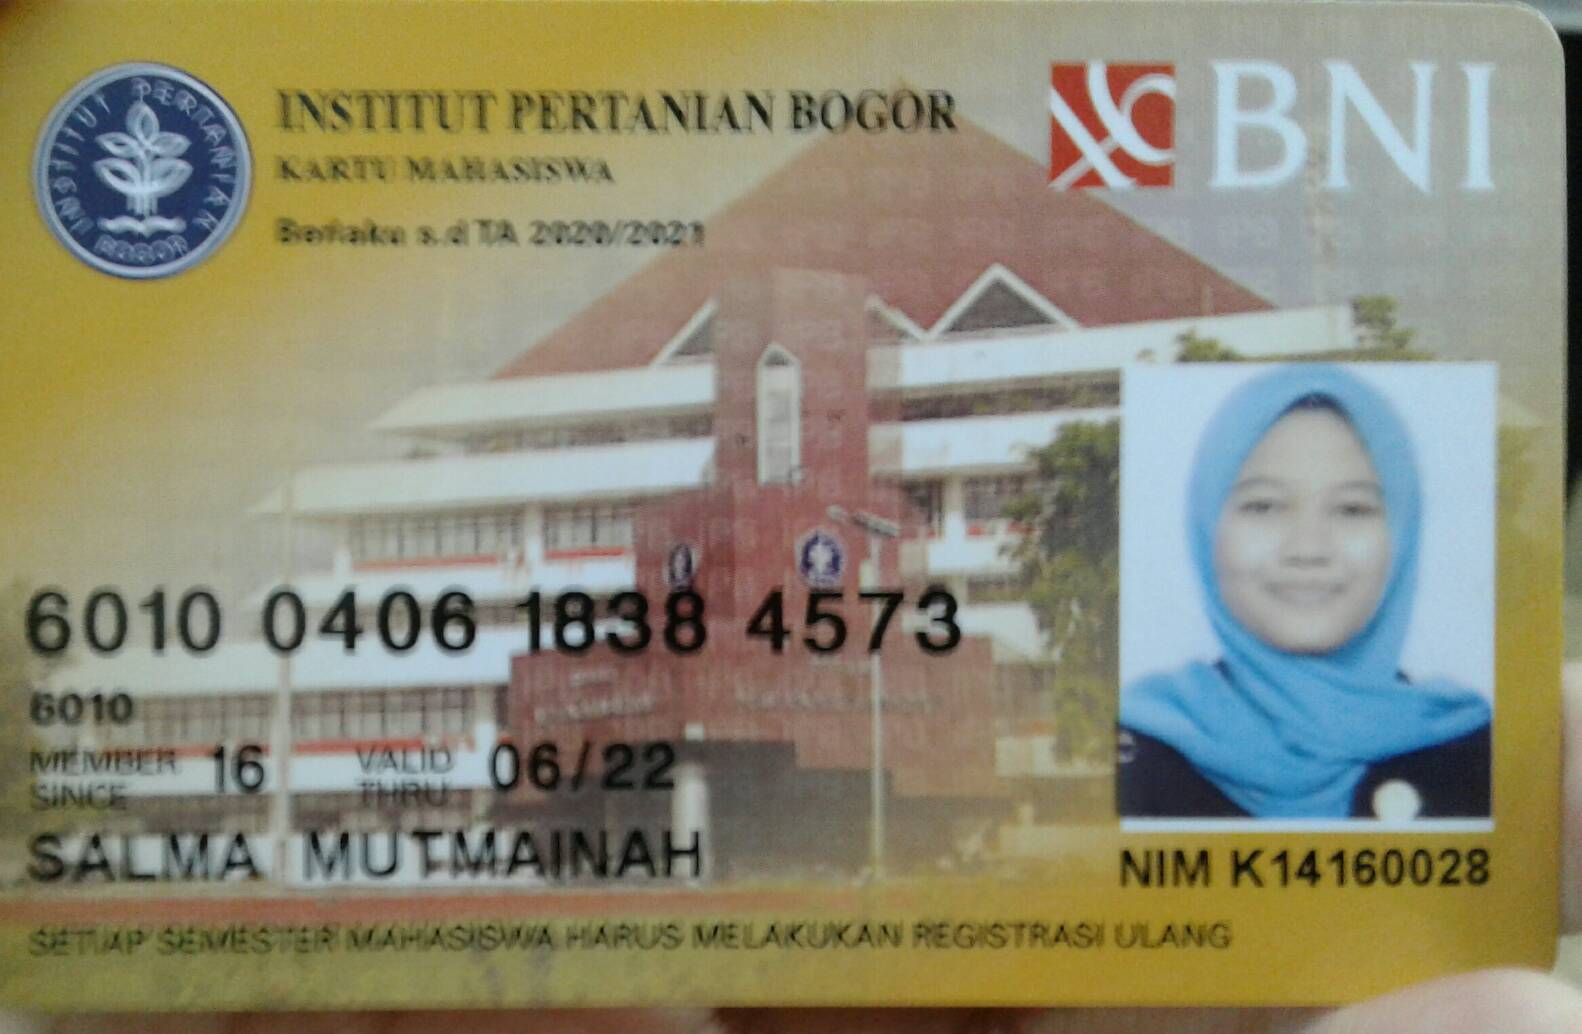 INSTITUT PERTANIAN BOGOR
KARTU MAHASISWA
Berlaku s.d TA 2020/2021
BNI
INSTITUT PERTANIAN
BOGOR
6010 0406 1838 4573
6010
MEMBER SINCE 16 VALID THRU 06/22
SALMA MUTMAINAH
NIM K14160028
SETIAP SEMESTER MAHASISWA HARUS MELAKUKAN REGISTRASI ULANG